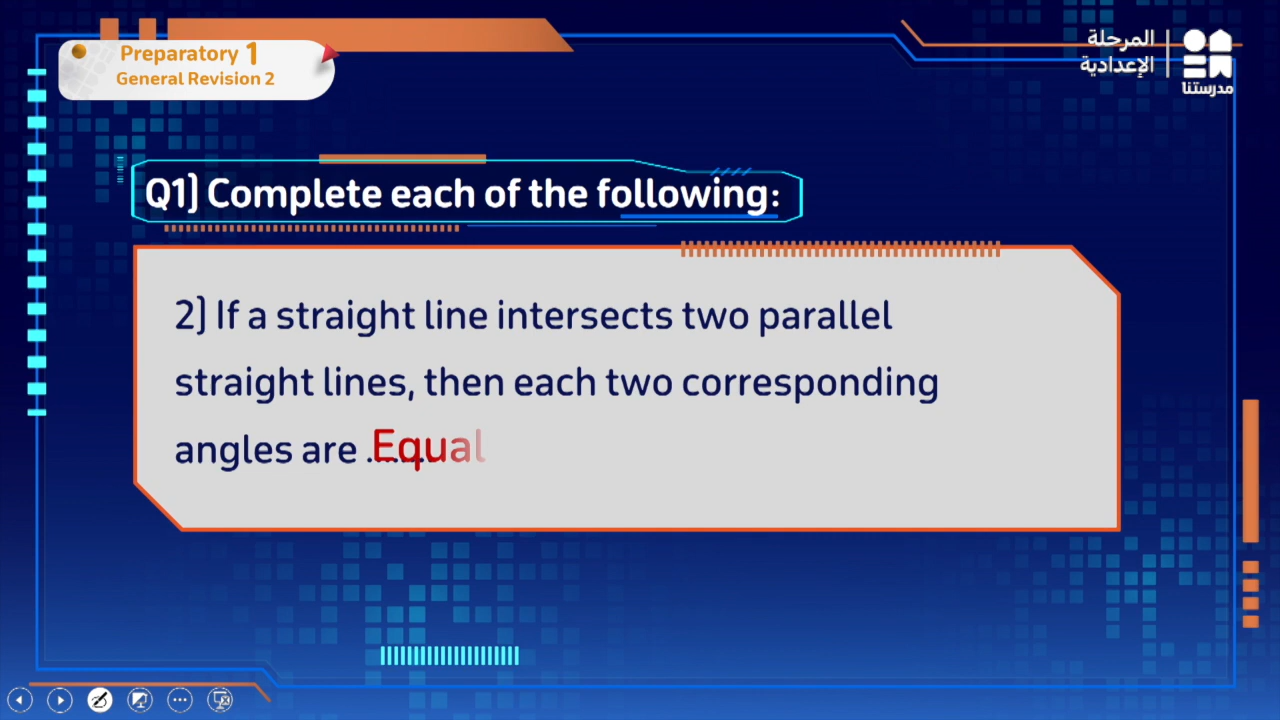 Preparatory 1
General Revision 2
المرحلة
الإعدادية
مدرستنا
Q1] Complete each of the following:
2] If a straight line intersects two parallel
straight lines, then each two corresponding
angles are ....... Equal